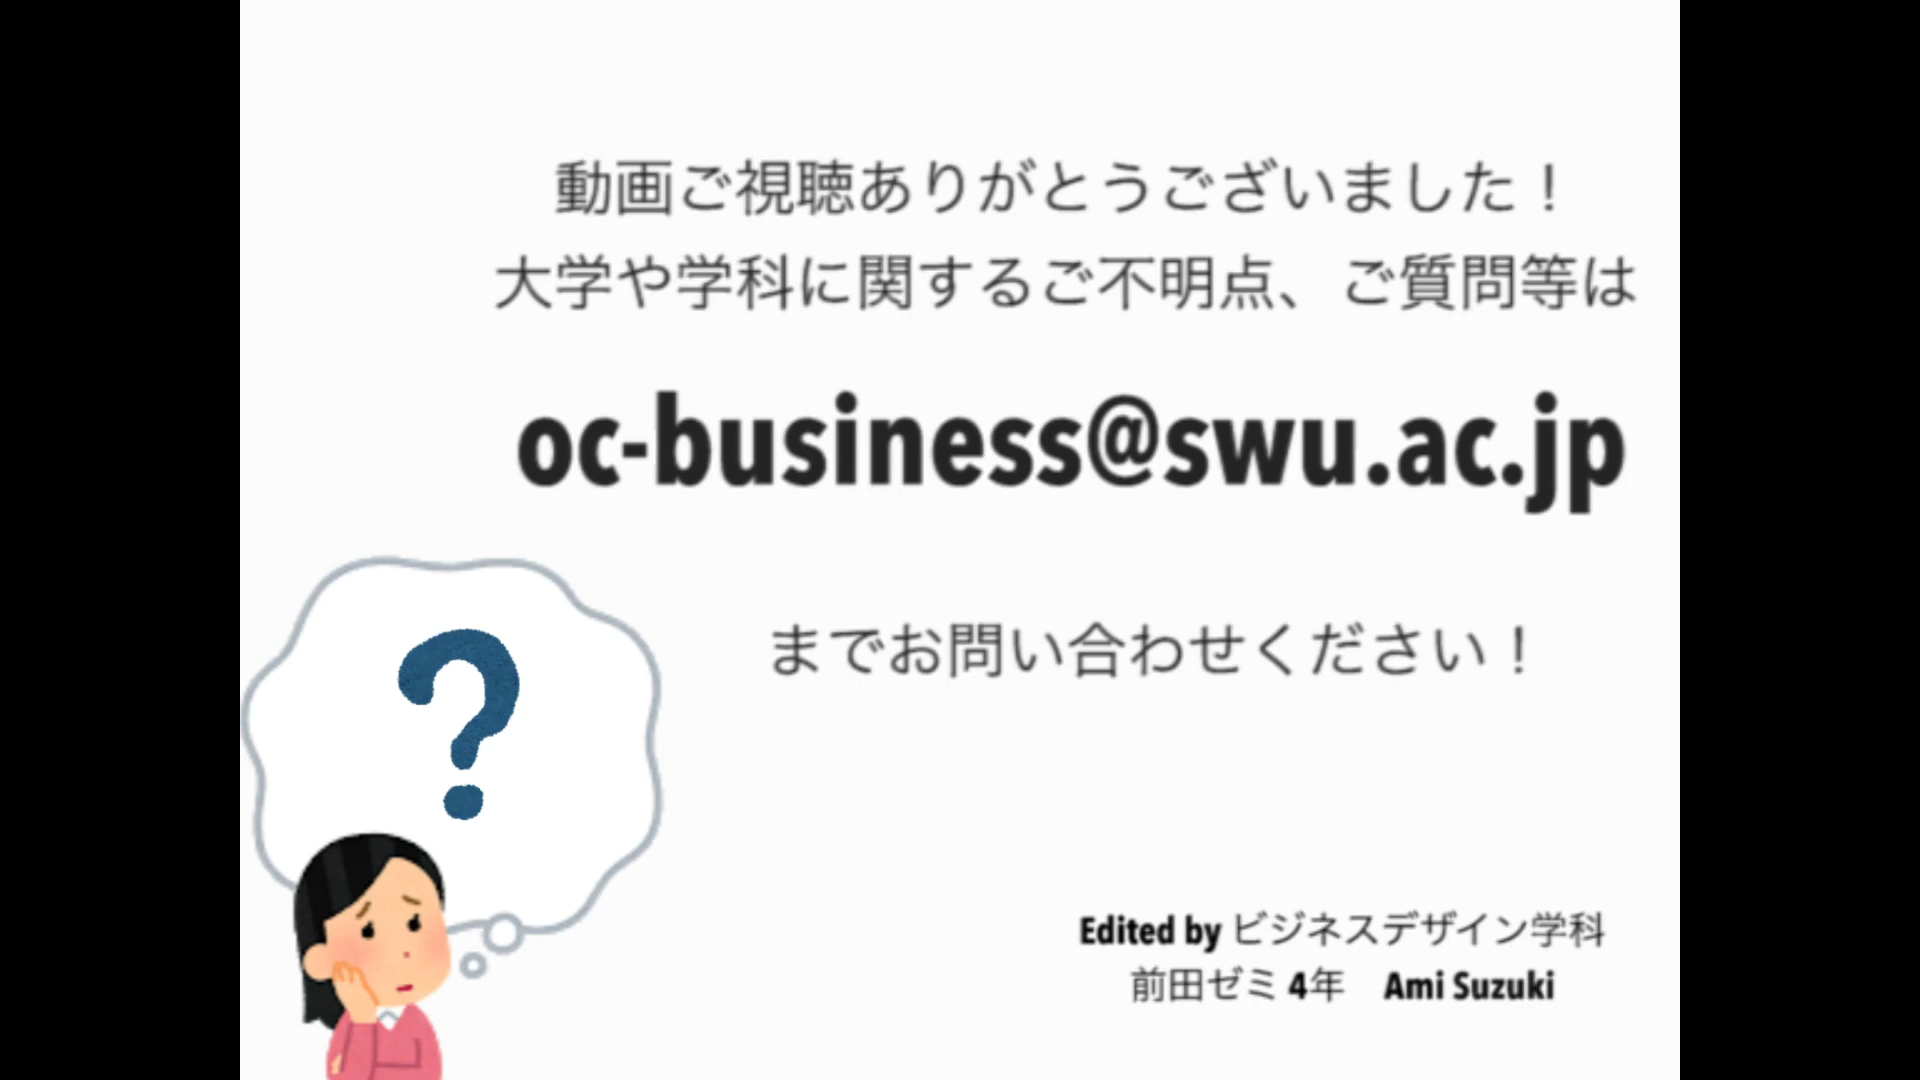 動画ご視聴ありがとうございました！
大学や学科に関するご不明点、ご質問等は
oc-business@swu.ac.jp
までお問い合わせください！
?
Edited by ビジネスデザイン学科
前田ゼミ 4年　Ami Suzuki